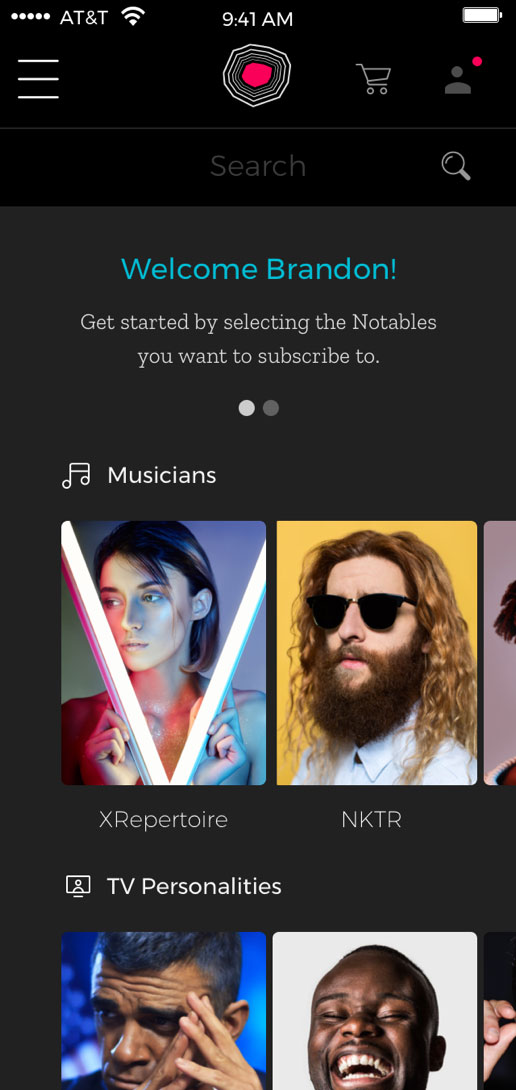 AT&T
9:41 AM
Search
Welcome Brandon!
Get started by selecting the Notables
you want to subscribe to.
Musicians
XRepertoire
NKTR
TV Personalities